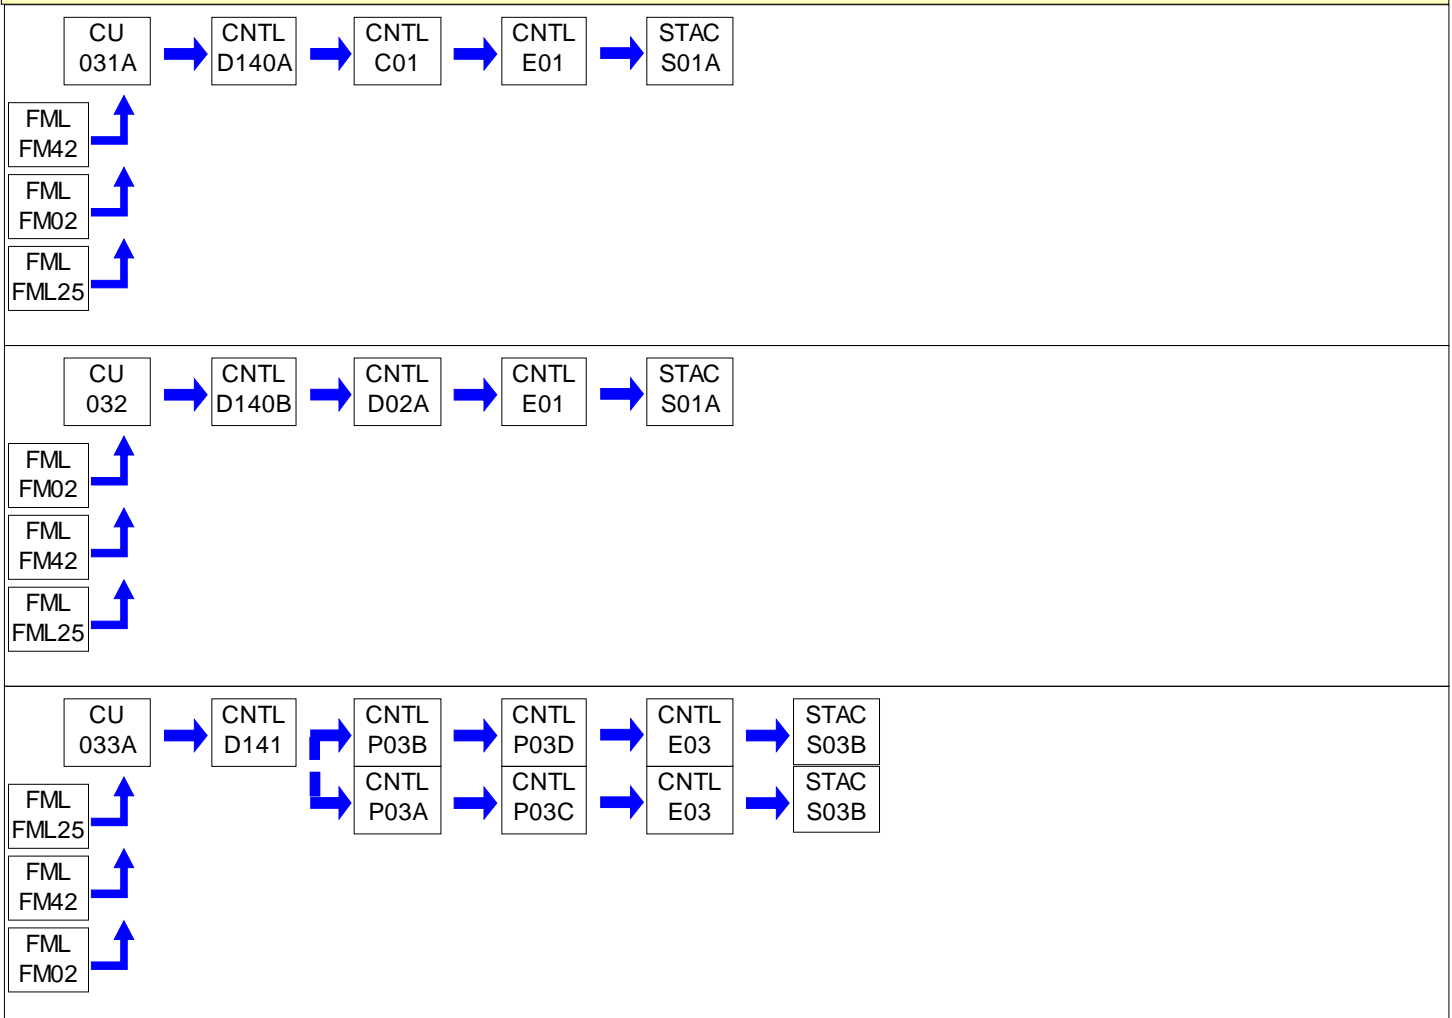 CU
031A
CNTL
D140A
CNTL
C01
CNTL
E01
STAC
S01A
FML
FM42
FML
FM02
FML
FML25
CU
032
CNTL
D140B
CNTL
D02A
CNTL
E01
STAC
S01A
FML
FM02
FML
FM42
FML
FML25
CU
033A
CNTL
D141
CNTL
P03B
CNTL
P03D
CNTL
E03
STAC
S03B
CNTL
P03A
CNTL
P03C
CNTL
E03
STAC
S03B
FML
FML25
FML
FM42
FML
FM02